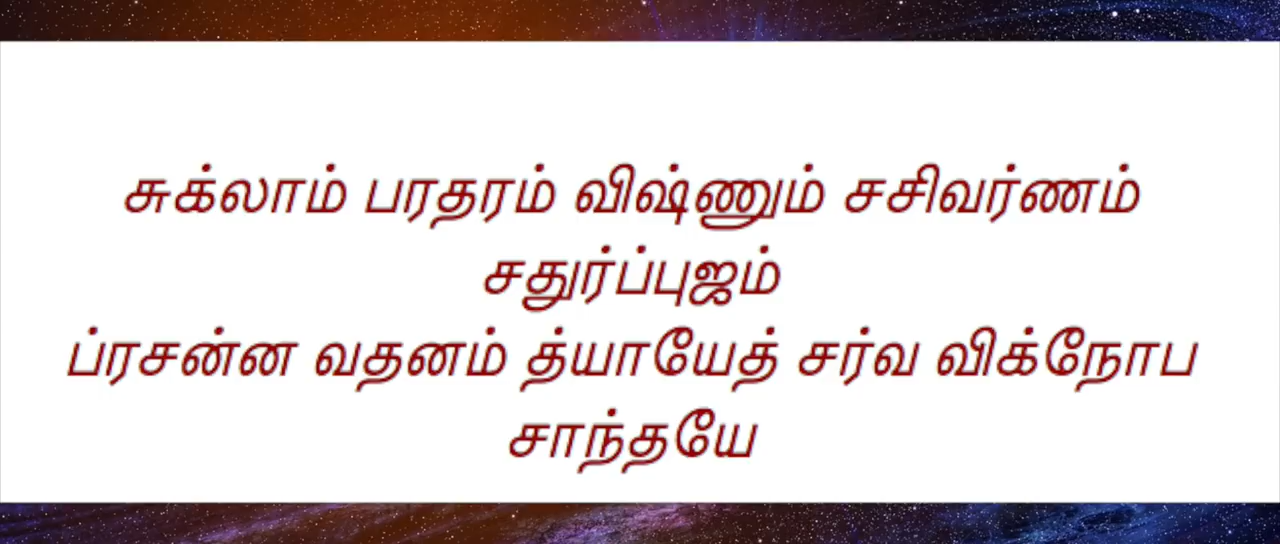 சுக்லாம் பரதரம் விஷ்ணும் சசிவர்ணம்
சதுர்ப்புஜம்
ப்ரசன்ன வதனம் த்யாயேத் சர்வ விக்நோப
சாந்தயே